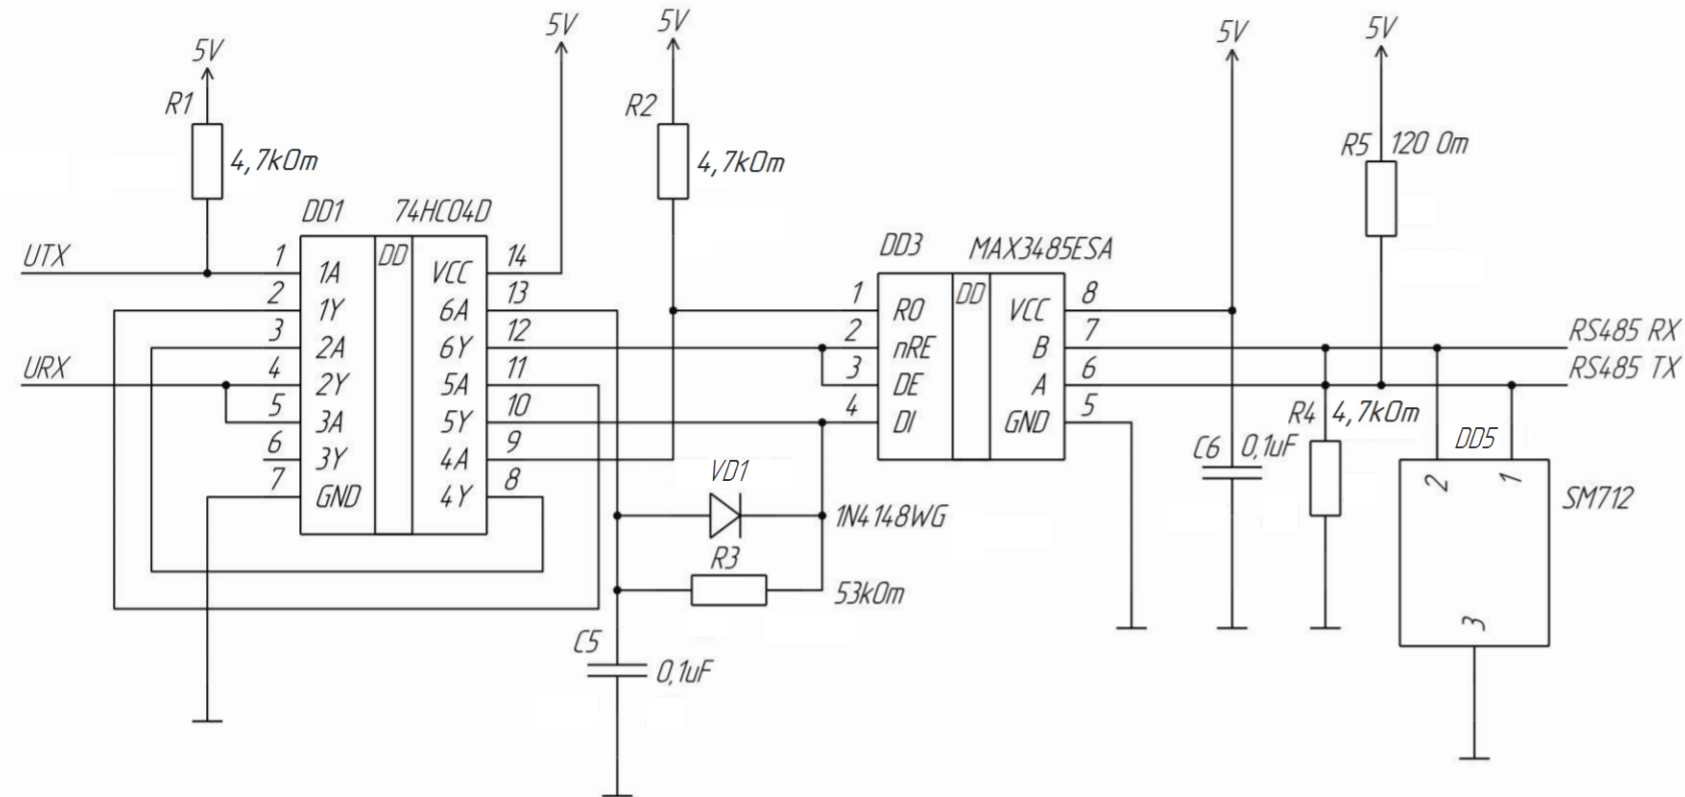 5V
R1
4,7kOm
UTX
URX
DD1
74HC04D
DD
1
2
3
4
5
6
7
1A
1Y
2A
2Y
3A
3Y
GND
VCC
6A
6Y
5A
5Y
4A
4Y
14
13
12
11
10
9
8
5V
5V
R2
4,7kOm
VD1
1N4148WG
R3
53kOm
C5
0,1uF
DD3
MAX3485ESA
DD
1
2
3
4
RO
nRE
DE
DI
VCC
B
A
GND
8
7
6
5
5V
C6
0,1uF
5V
R5
120 Om
RS485 RX
RS485 TX
R4
4,7kOm
DD5
2
1
3
SM712